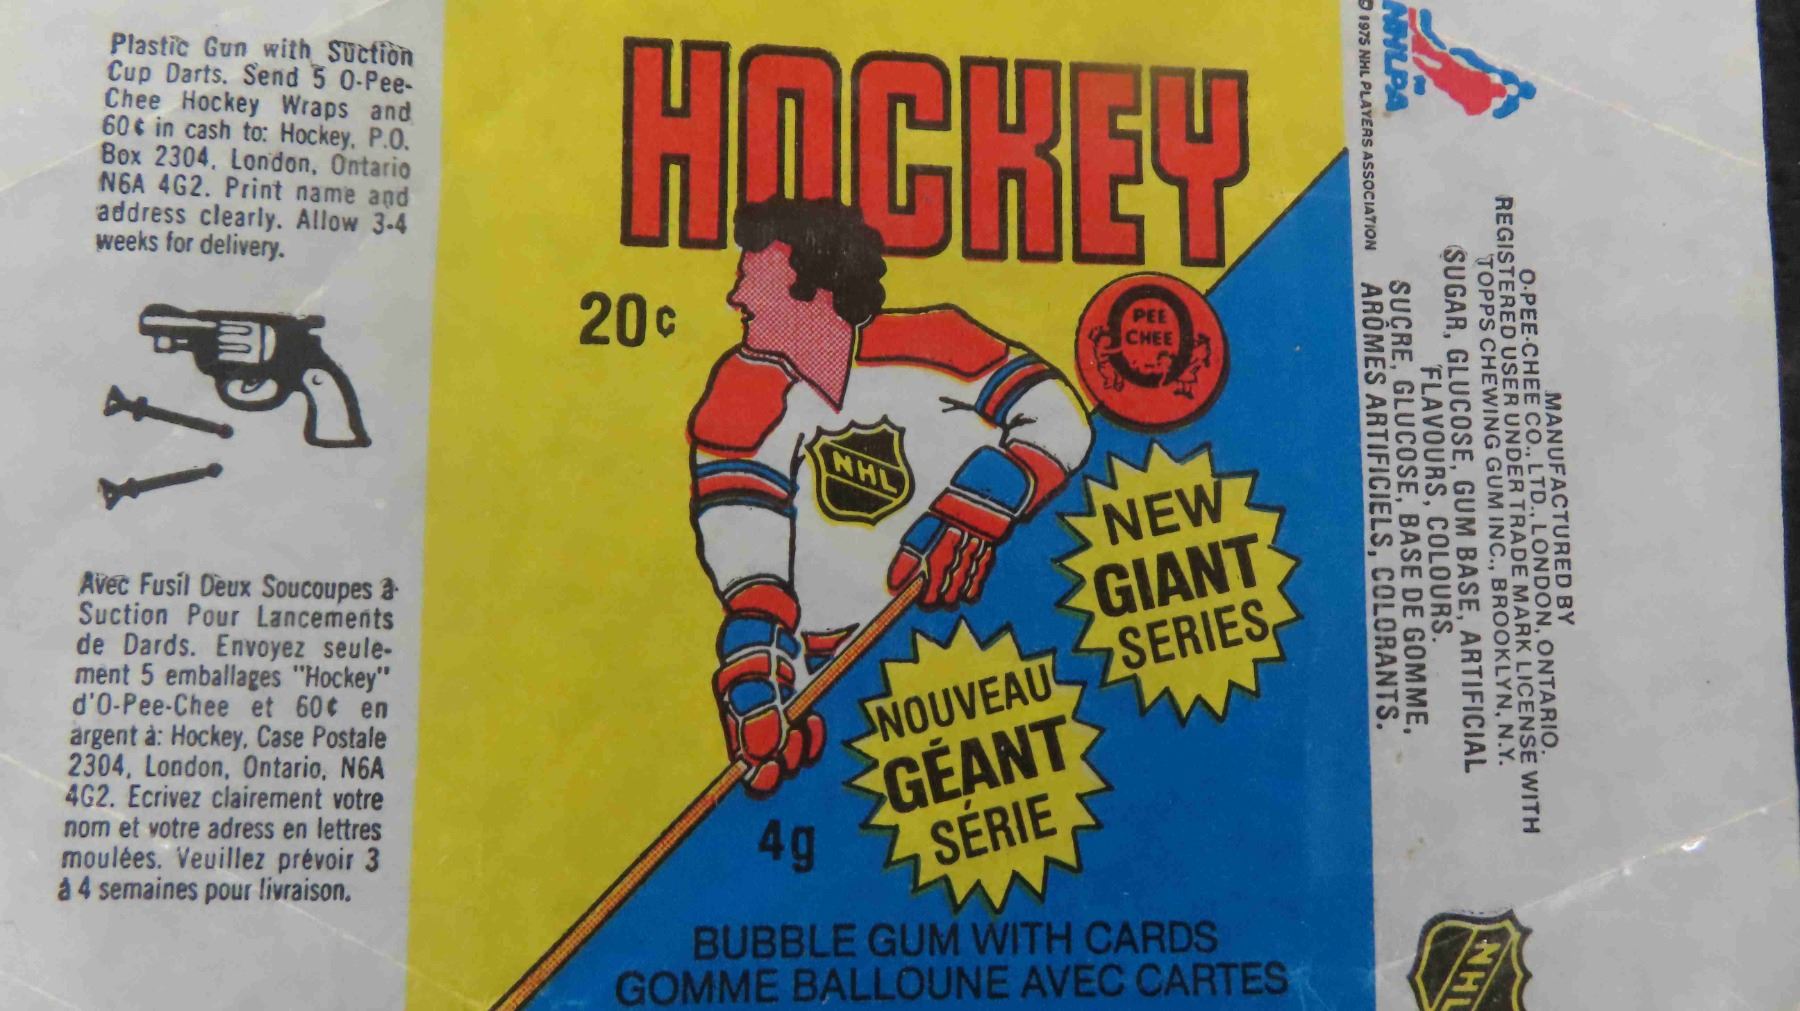 Plastic Gun with Suction
Cup Darts. Send 5 O-Pee-
Chee Hockey Wraps and
60¢ in cash to: Hockey, P.O.
Box 2304, London, Ontario
N6A 4G2. Print name and
address clearly. Allow 3-4
weeks for delivery.
Avec Fusil Deux Soucoupes à
Suction Pour Lancements
de Dards. Envoyez seule-
ment 5 emballages "Hockey"
d'O-Pee-Chee et 60¢ en
argent à: Hockey, Case Postale
2304, London, Ontario, N6A
4G2. Ecrivez clairement votre
nom et votre adress en lettres
moulées. Veuillez prévoir 3
à 4 semaines pour livraison.
HOCKEY
20¢
O
PEE
CHEE
NHL
NEW
GIANT
SERIES
NOUVEAU
GÉANT
SÉRIE
4g
BUBBLE GUM WITH CARDS
GOMME BALLOUNE AVEC CARTES
NHLPA
© 1975 NHL PLAYERS ASSOCIATION
MANUFACTURED BY
O-PEE-CHEE CO., LTD., LONDON, ONTARIO.
REGISTERED USER UNDER TRADE MARK LICENSE WITH
TOPPS CHEWING GUM INC., BROOKLYN, N.Y.
SUGAR, GLUCOSE, GUM BASE, ARTIFICIAL
FLAVOURS, COLOURS.
SUCRE, GLUCOSE, BASE DE GOMME,
ARÔMES ARTIFICIELS, COLORANTS.
NHL